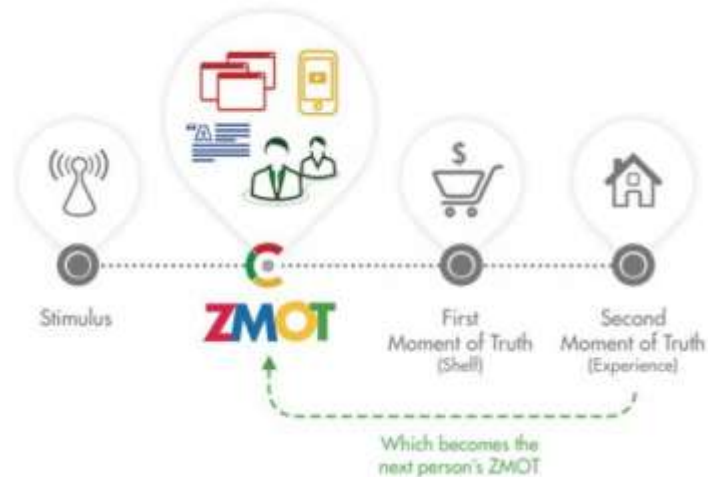 Stimulus
ZMOT
First
Moment of Truth
(Shelf)
Second
Moment of Truth
(Experience)
Which becomes the
next person's ZMOT